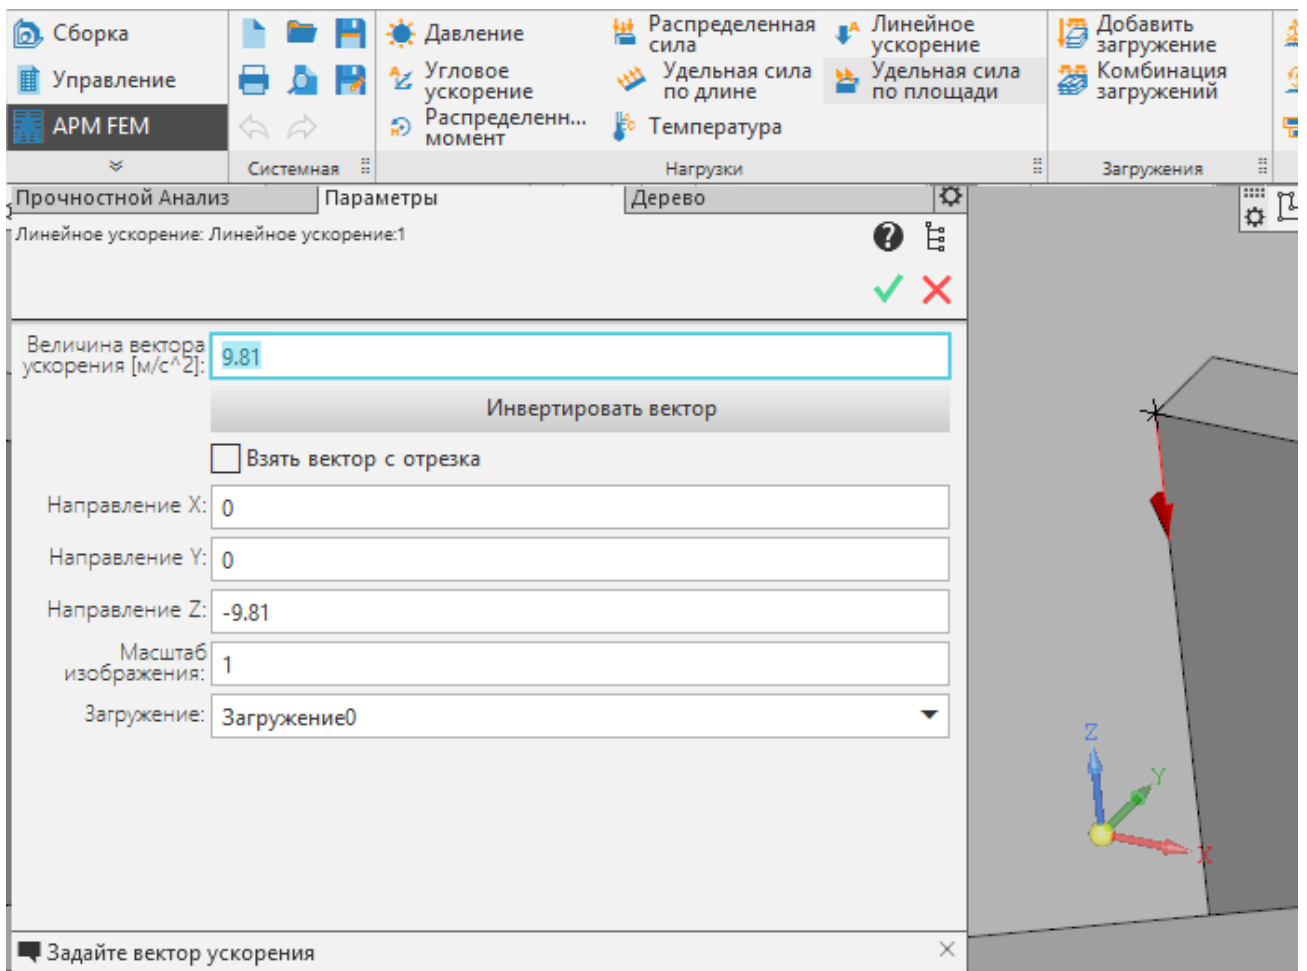 Сборка
Управление
APM FEM
Системная
Давление
Угловое
ускорение
Распределенн...
момент
Распределенная
сила
Удельная сила
по длине
Температура
Линейное
ускорение
Удельная сила
по площади
Нагрузки
Добавить
загружение
Комбинация
загружений
Загружения
Прочностной Анализ
Параметры
Дерево
Линейное ускорение: Линейное ускорение:1
Величина вектора
ускорения [м/с^2]:
9.81
Инвертировать вектор
Взять вектор с отрезка
Направление X: 0
Направление Y: 0
Направление Z: -9.81
Масштаб
изображения:
1
Загружение: Загружение0
Задайте вектор ускорения
Z
Y
X